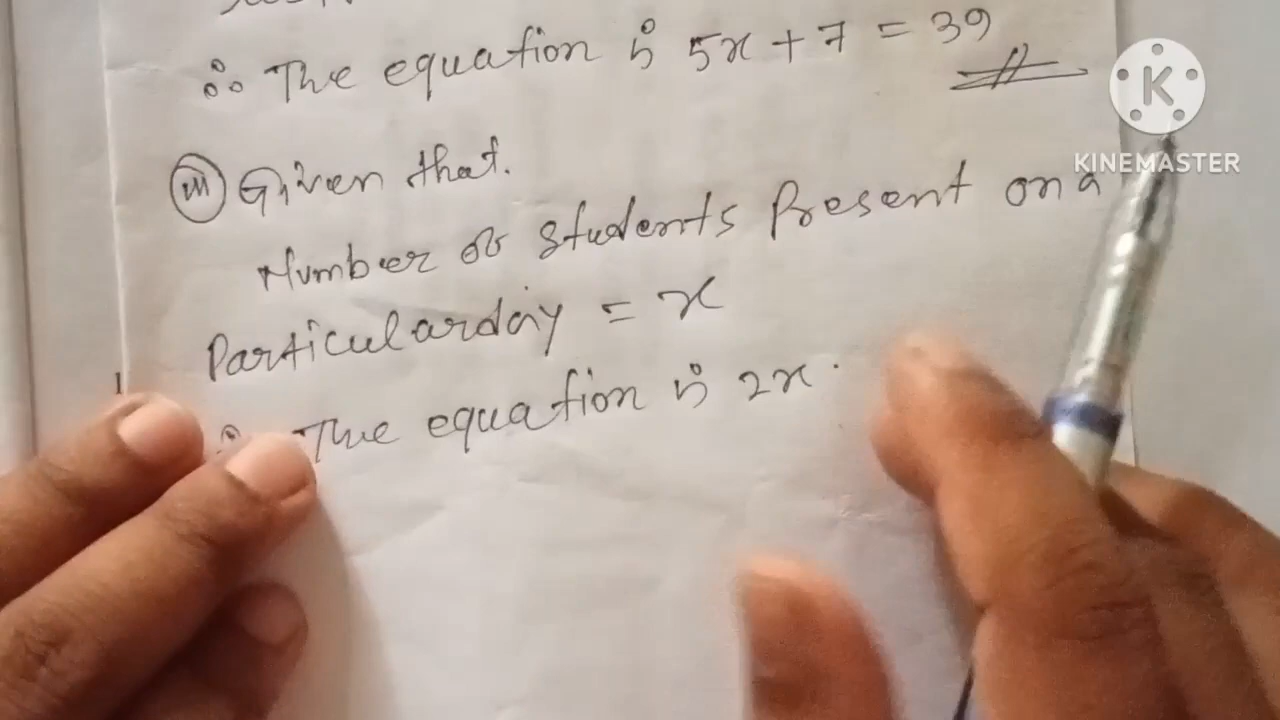 ∴ The equation is 5x + 7 = 39
K
KINEMASTER
(iii) Given that.
Number of students Present on a
Particular day = x
∴ The equation is 2x.